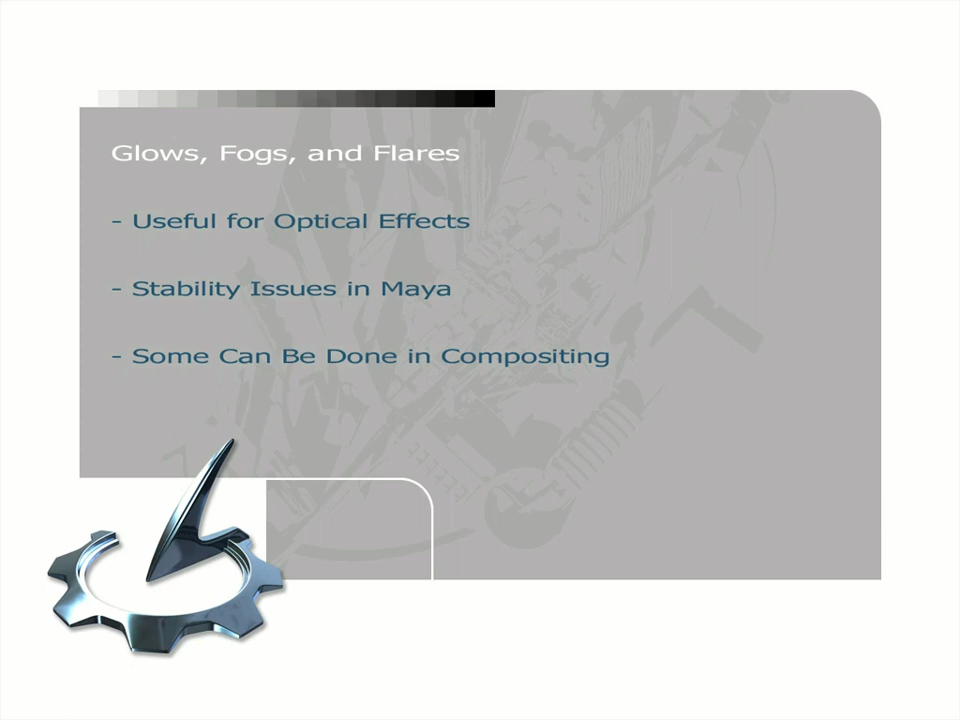 Glows, Fogs, and Flares
- Useful for Optical Effects
- Stability Issues in Maya
- Some Can Be Done in Compositing